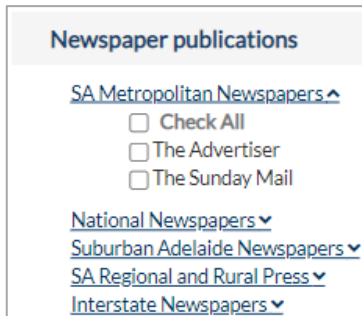 Newspaper publications
SA Metropolitan Newspapers
Check All
The Advertiser
The Sunday Mail
National Newspapers
Suburban Adelaide Newspapers
SA Regional and Rural Press
Interstate Newspapers